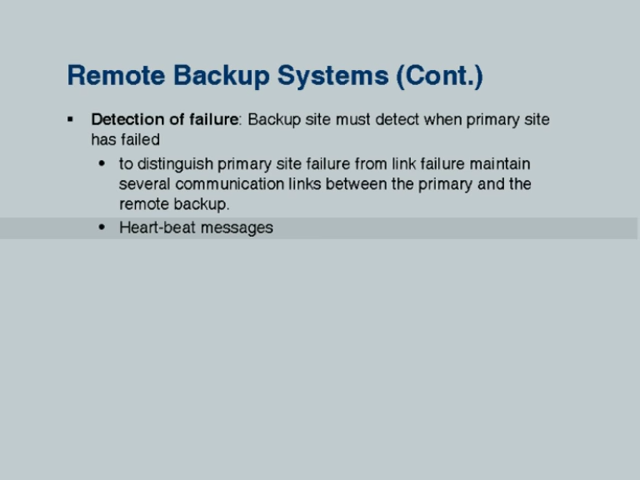 Remote Backup Systems (Cont.)
▪ Detection of failure: Backup site must detect when primary site
has failed
• to distinguish primary site failure from link failure maintain
several communication links between the primary and the
remote backup.
• Heart-beat messages